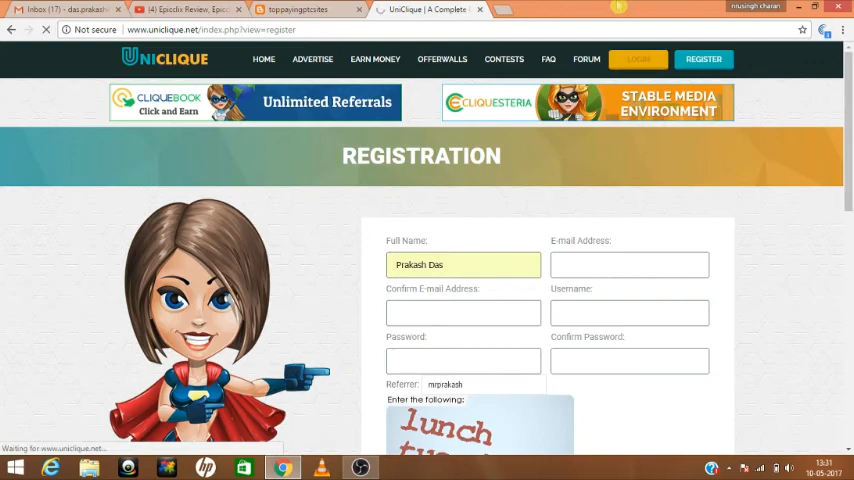 nrusingh charan
Inbox (17) - das.prakash
(4) Epicclix Review, Epiccl
toppayingptcsites
UniClique | A Complete
Not secure
www.uniclique.net/index.php?view=register
UNICLIQUE
HOME
ADVERTISE
EARN MONEY
OFFERWALLS
CONTESTS
FAQ
FORUM
LOGIN
REGISTER
CLIQUEBOOK
Click and Earn
Unlimited Referrals
CLIQUESTERIA
STABLE MEDIA
ENVIRONMENT
REGISTRATION
Full Name:
E-mail Address:
Prakash Das
Confirm E-mail Address:
Username:
Password:
Confirm Password:
Referrer:
mrprakash
Enter the following:
lunch
Waiting for www.uniclique.net...
13:31
10-05-2017